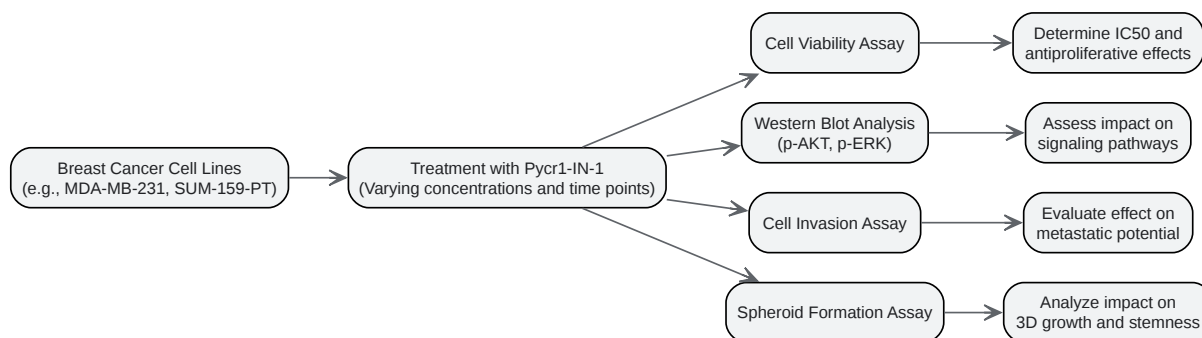 Breast Cancer Cell Lines
(e.g., MDA-MB-231, SUM-159-PT)
Treatment with Pycr1-IN-1
(Varying concentrations and time points)
Cell Viability Assay
Determine IC50 and
antiproliferative effects
Western Blot Analysis
(p-AKT, p-ERK)
Assess impact on
signaling pathways
Cell Invasion Assay
Evaluate effect on
metastatic potential
Spheroid Formation Assay
Analyze impact on
3D growth and stemness